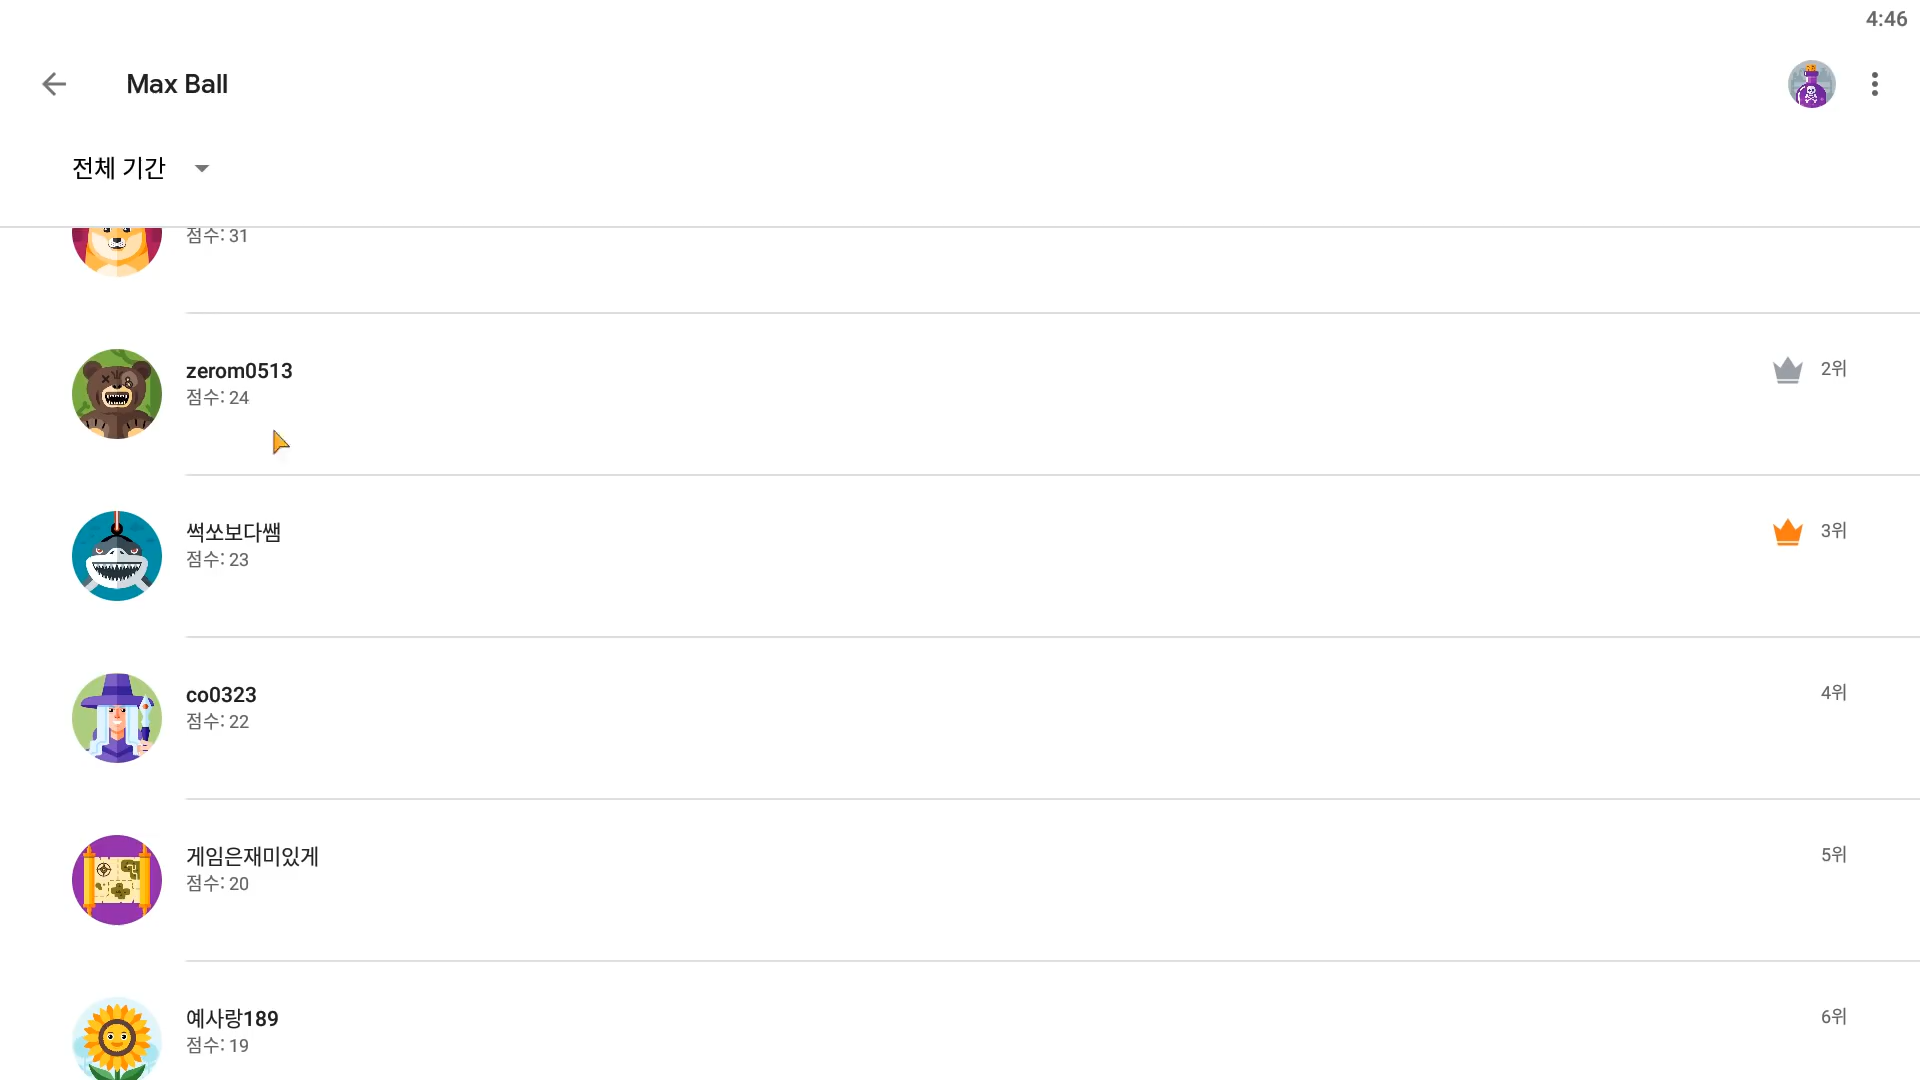 4:46
Max Ball
전체 기간
점수: 31
zerom0513
2위
점수: 24
썩쏘보다쌤
3위
점수: 23
co0323
4위
점수: 22
게임은재미있게
5위
점수: 20
예사랑189
6위
점수: 19